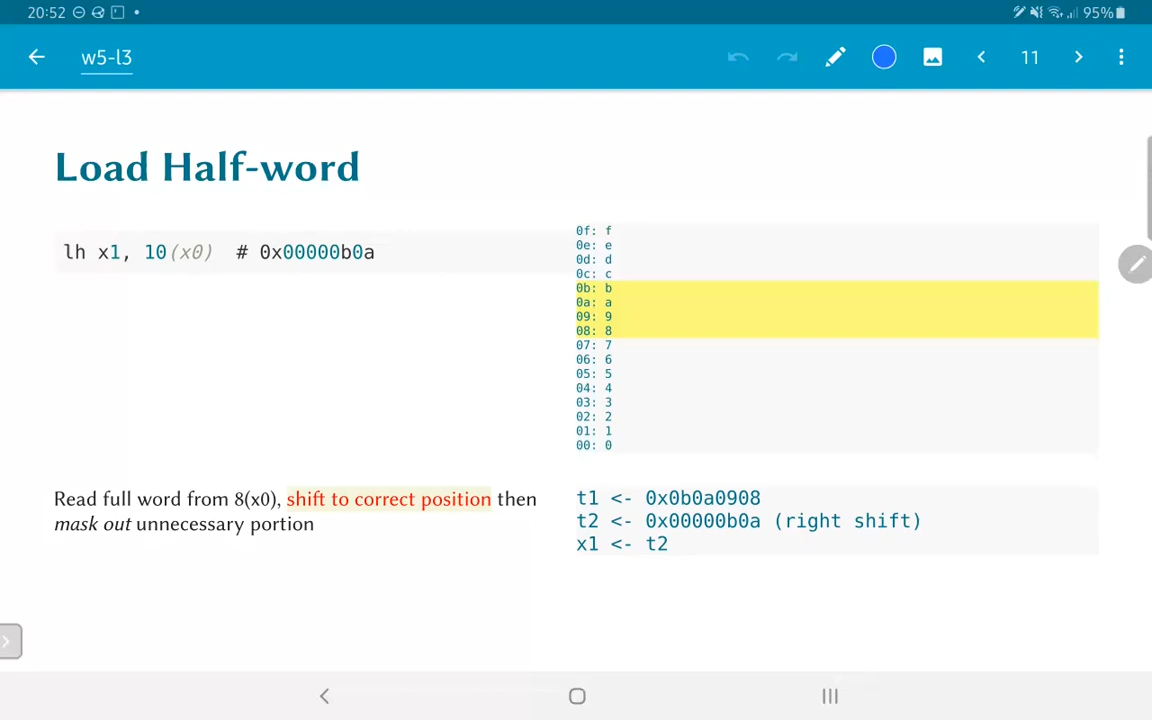 20:52 95%
w5-l3 11
Load Half-word
lh x1, 10(x0) # 0x00000b0a
0f: f
0e: e
0d: d
0c: c
0b: b
0a: a
09: 9
08: 8
07: 7
06: 6
05: 5
04: 4
03: 3
02: 2
01: 1
00: 0
Read full word from 8(x0), shift to correct position then
mask out unnecessary portion
t1 <- 0x0b0a0908
t2 <- 0x00000b0a (right shift)
x1 <- t2